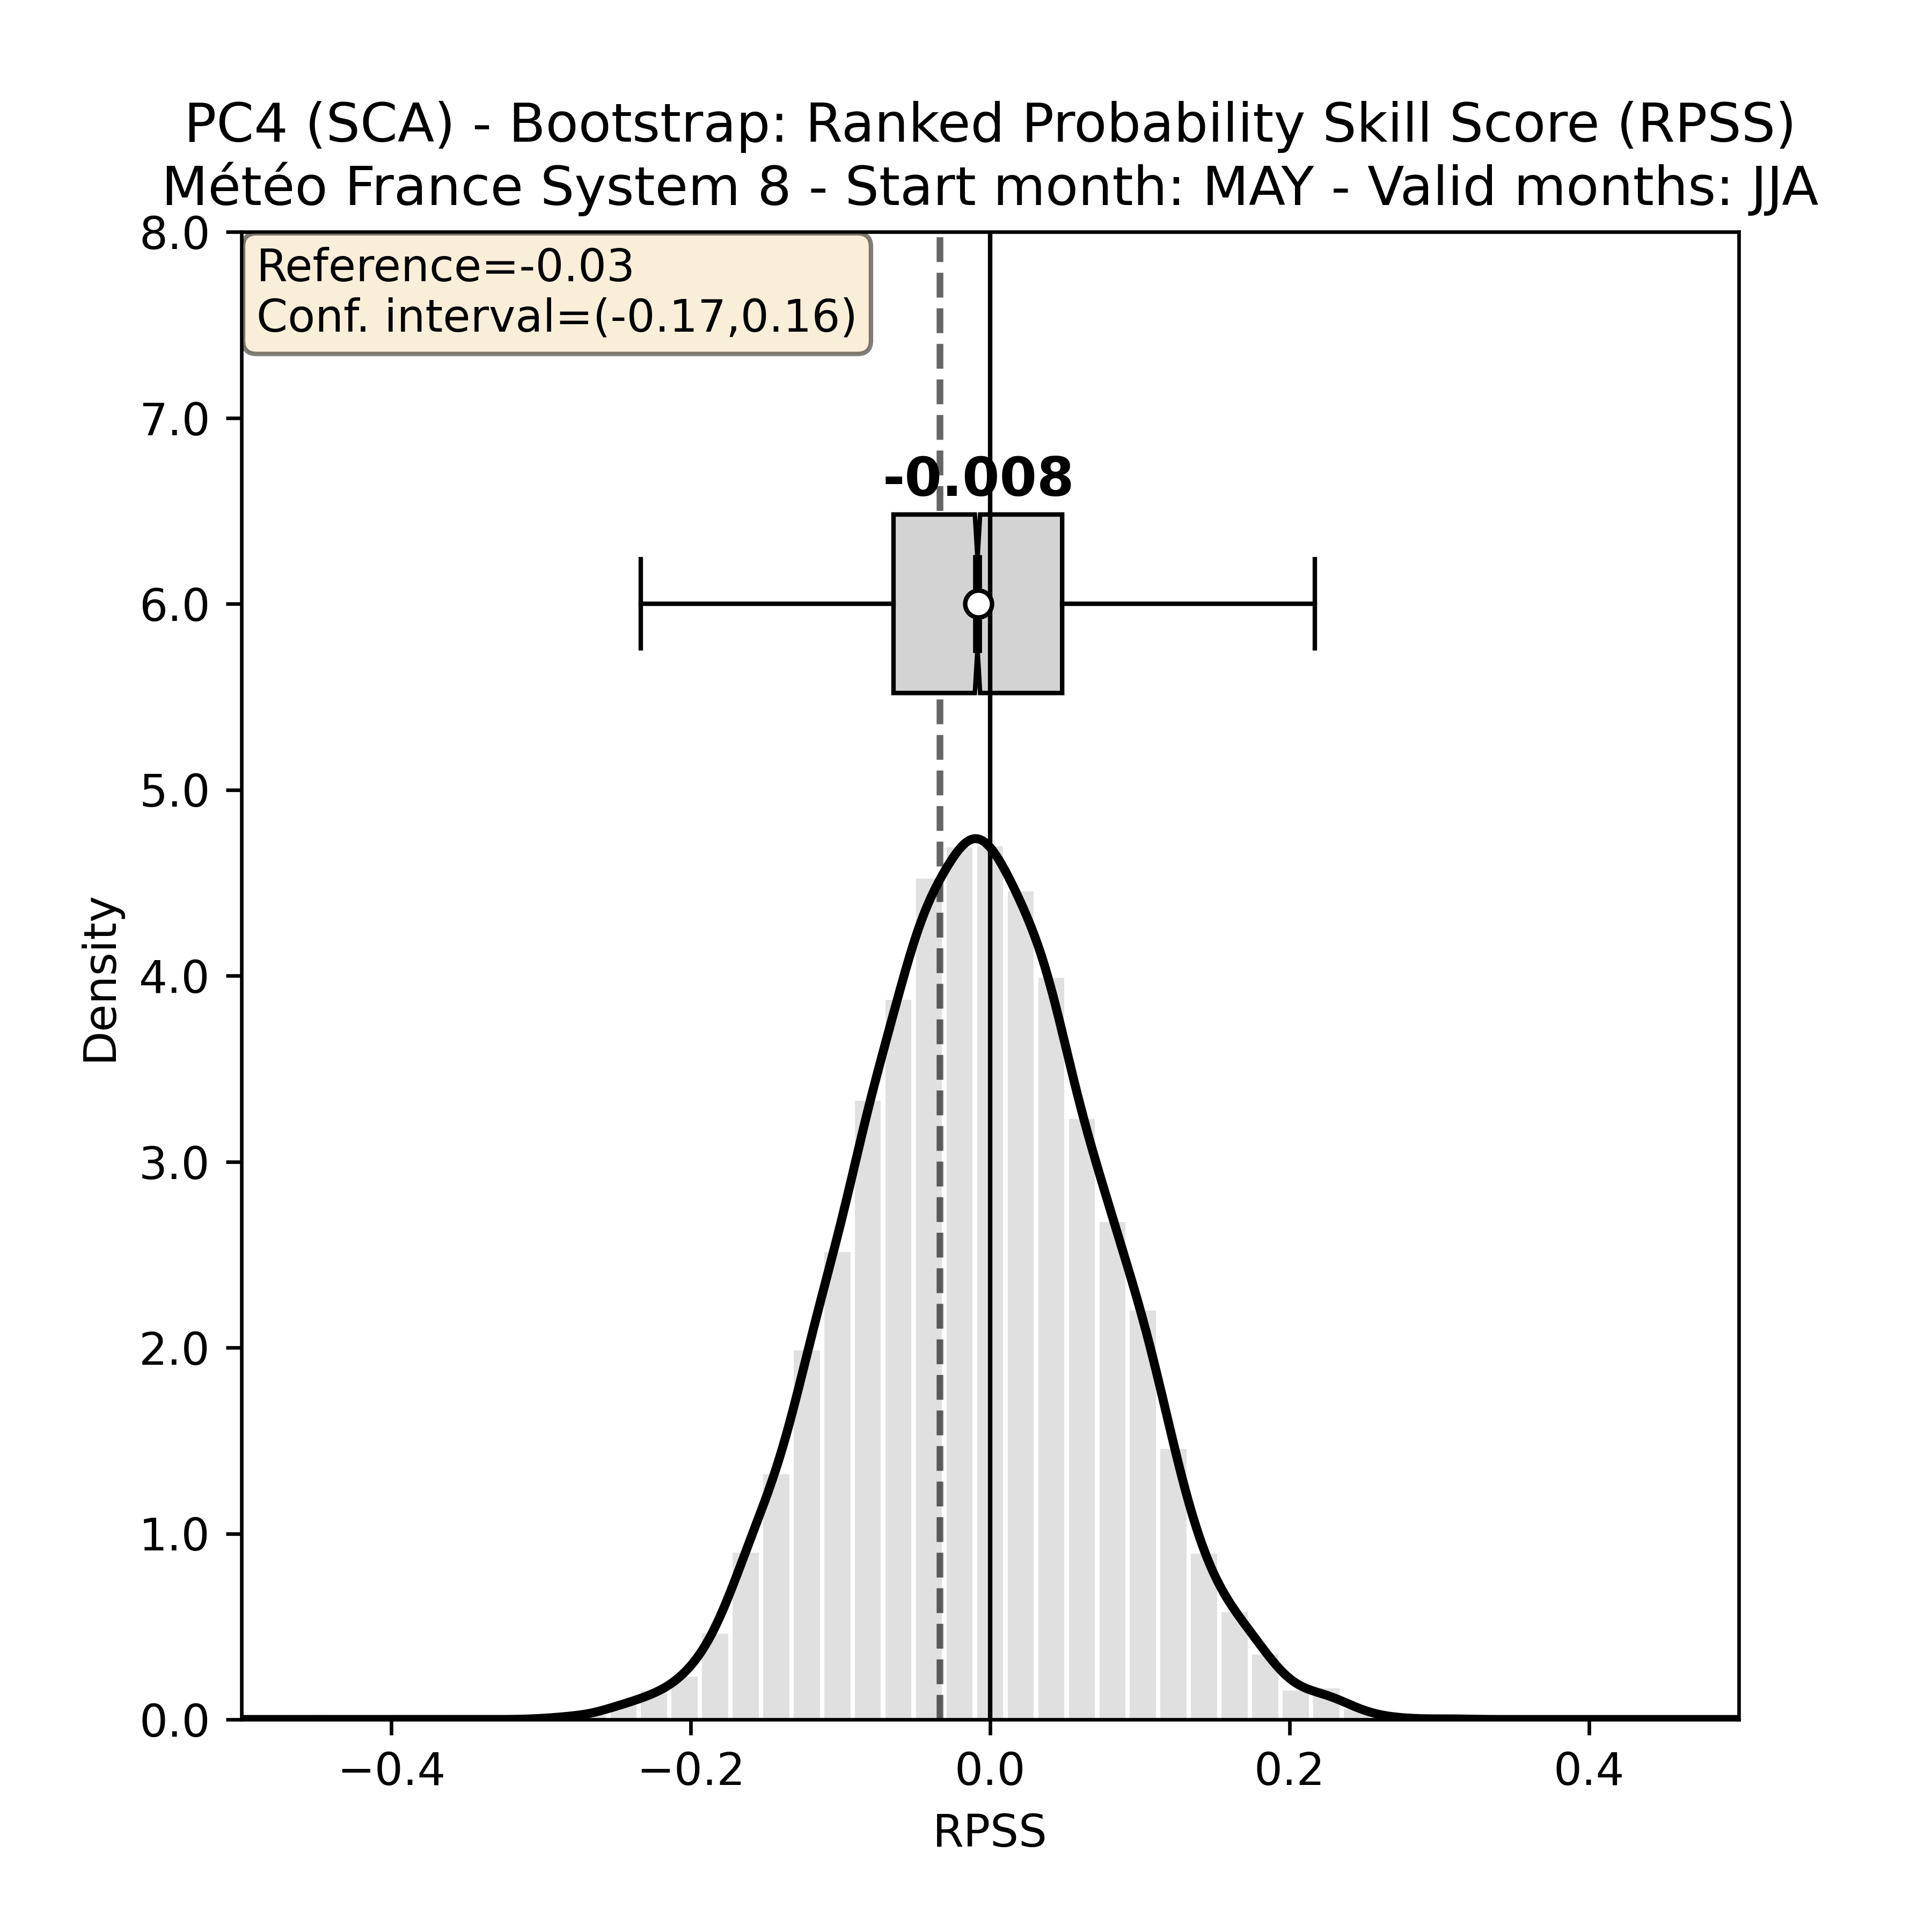 PC4 (SCA) - Bootstrap: Ranked Probability Skill Score (RPSS)
Météo France System 8 - Start month: MAY - Valid months: JJA
8.0
Reference=-0.03
Conf. interval=(-0.17,0.16)
7.0
-0.008
6.0
5.0
4.0
3.0
2.0
1.0
0.0
Density
−0.4 −0.2 0.0 0.2 0.4
RPSS